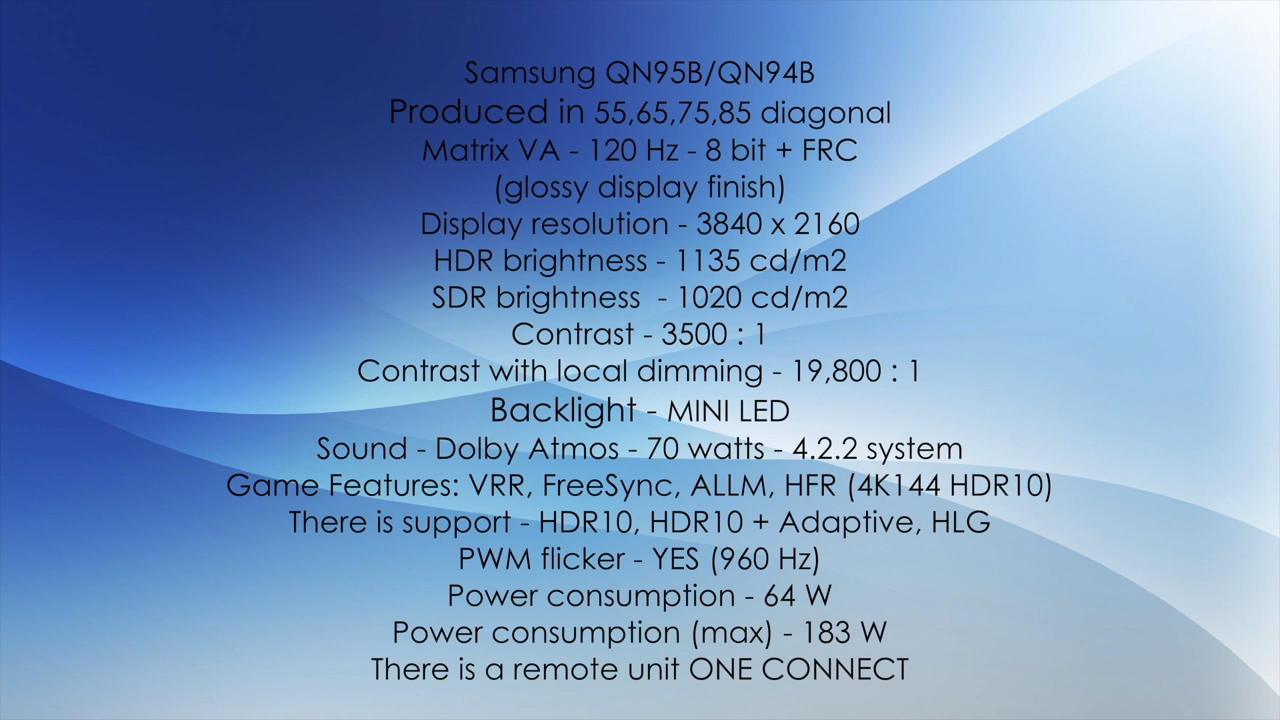 Samsung QN95B/QN94B
Produced in 55,65,75,85 diagonal
Matrix VA - 120 Hz - 8 bit + FRC
(glossy display finish)
Display resolution - 3840 x 2160
HDR brightness - 1135 cd/m2
SDR brightness  - 1020 cd/m2
Contrast - 3500 : 1
Contrast with local dimming - 19,800 : 1
Backlight - MINI LED
Sound - Dolby Atmos - 70 watts - 4.2.2 system
Game Features: VRR, FreeSync, ALLM, HFR (4K144 HDR10)
There is support - HDR10, HDR10 + Adaptive, HLG
PWM flicker - YES (960 Hz)
Power consumption - 64 W
Power consumption (max) - 183 W
There is a remote unit ONE CONNECT